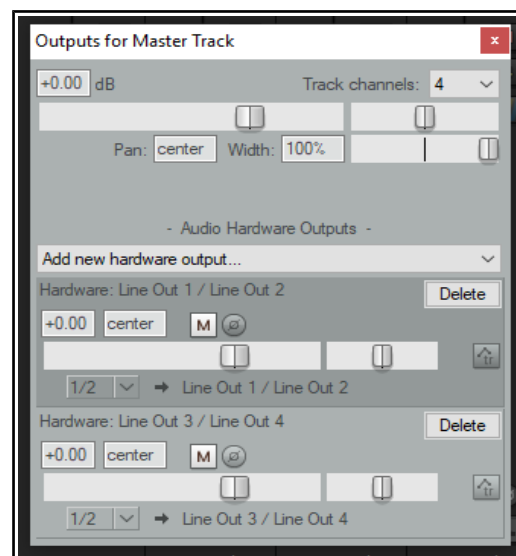 Outputs for Master Track x
+0.00 dB Track channels: 4
Pan: center Width: 100%
- Audio Hardware Outputs -
Add new hardware output...
Hardware: Line Out 1 / Line Out 2 Delete
+0.00 center M ø
tr
1/2 → Line Out 1 / Line Out 2
Hardware: Line Out 3 / Line Out 4 Delete
+0.00 center M ø
tr
1/2 → Line Out 3 / Line Out 4